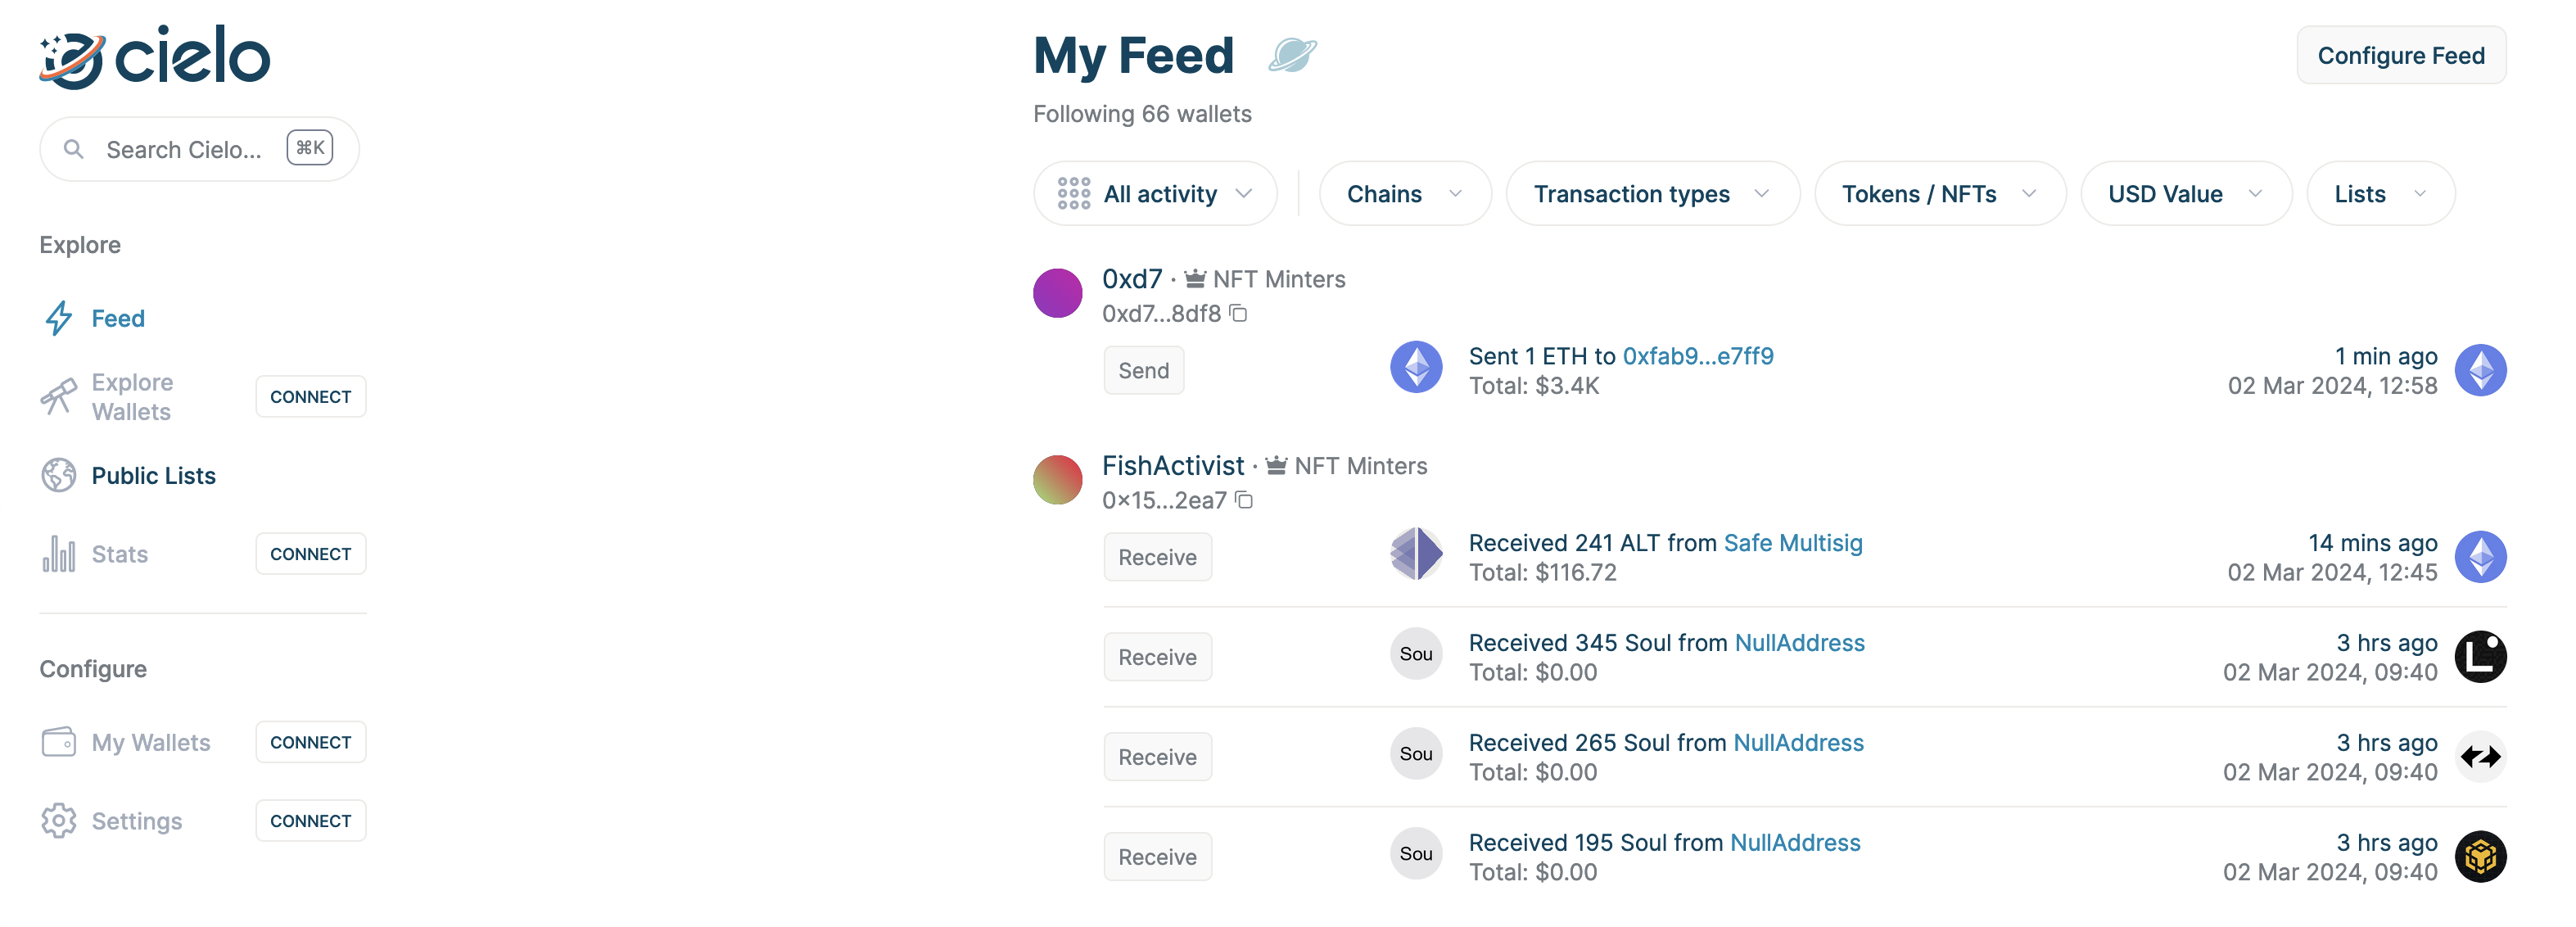 cielo
Search Cielo... ⌘K
Explore
Feed
Explore
Wallets
CONNECT
Public Lists
Stats
CONNECT
Configure
My Wallets
CONNECT
Settings
CONNECT
My Feed
Configure Feed
Following 66 wallets
All activity
Chains
Transaction types
Tokens / NFTs
USD Value
Lists
0xd7 · NFT Minters
0xd7...8df8
Send
Sent 1 ETH to 0xfab9...e7ff9
Total: $3.4K
1 min ago
02 Mar 2024, 12:58
FishActivist · NFT Minters
0x15...2ea7
Receive
Received 241 ALT from Safe Multisig
Total: $116.72
14 mins ago
02 Mar 2024, 12:45
Receive
Sou
Received 345 Soul from NullAddress
Total: $0.00
3 hrs ago
02 Mar 2024, 09:40
Receive
Sou
Received 265 Soul from NullAddress
Total: $0.00
3 hrs ago
02 Mar 2024, 09:40
Receive
Sou
Received 195 Soul from NullAddress
Total: $0.00
3 hrs ago
02 Mar 2024, 09:40